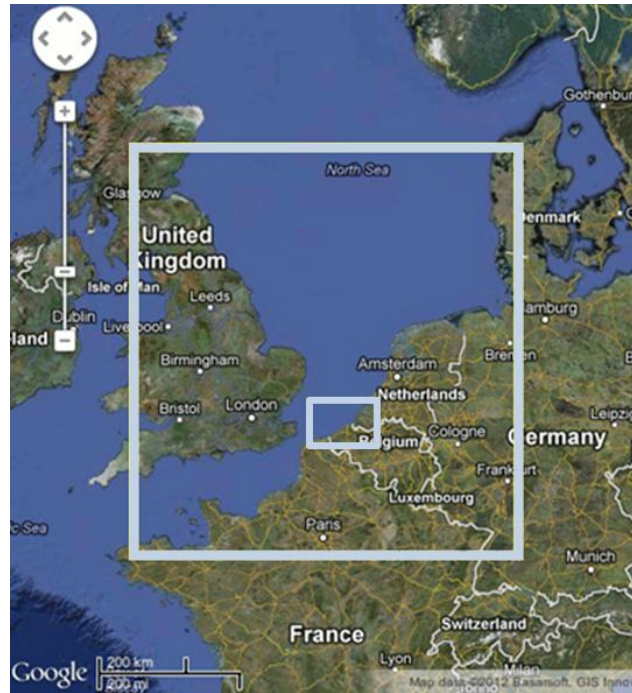 Gothenburg
North Sea
Glasgow
Denmark
United
Kingdom
Isle of Man
Leeds
Hamburg
Dublin
Liverpool
Bremen
Birmingham
Amsterdam
Netherlands
Bristol
London
Leipzi
Belgium
Cologne
Germany
Frankfurt
Luxembourg
Paris
Munich
Switzerland
France
Lyon
Milan
Google
200 km
200 mi
Map data ©2012 Basarsoft, GIS Inno